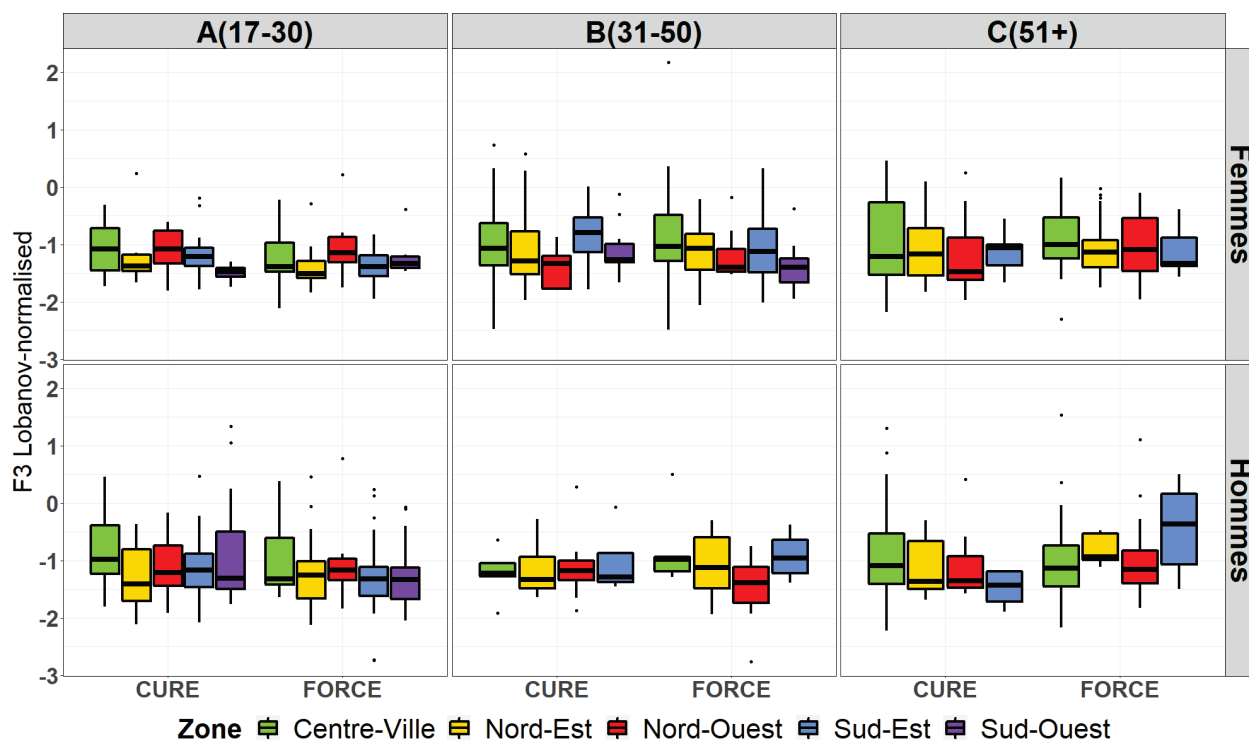 A(17-30) B(31-50) C(51+)
F3 Lobanov-normalised
2
1
0
-1
-2
-3
Femmes
2
1
0
-1
-2
-3
Hommes
CURE FORCE CURE FORCE CURE FORCE
Zone Centre-Ville Nord-Est Nord-Ouest Sud-Est Sud-Ouest